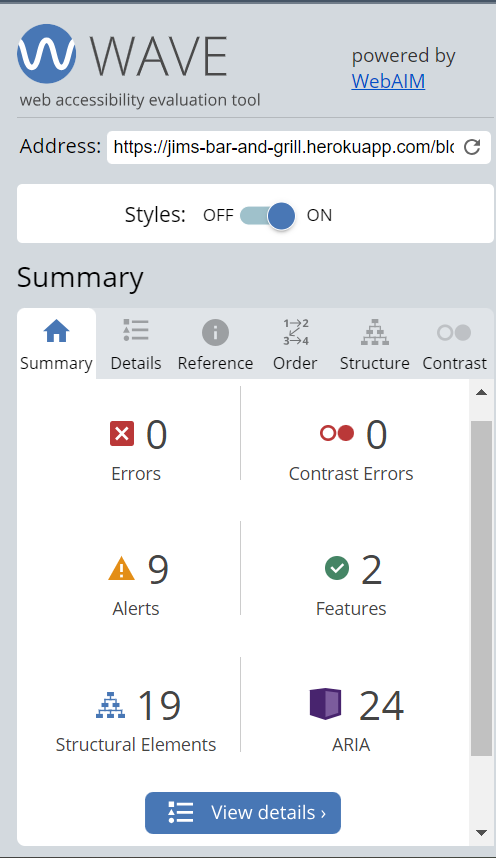 WAVE
web accessibility evaluation tool
powered by
WebAIM
Address: https://jims-bar-and-grill.herokuapp.com/blo
Styles: OFF ON
Summary
Summary Details Reference Order Structure Contrast
0
Errors
0
Contrast Errors
9
Alerts
2
Features
19
Structural Elements
24
ARIA
View details ›